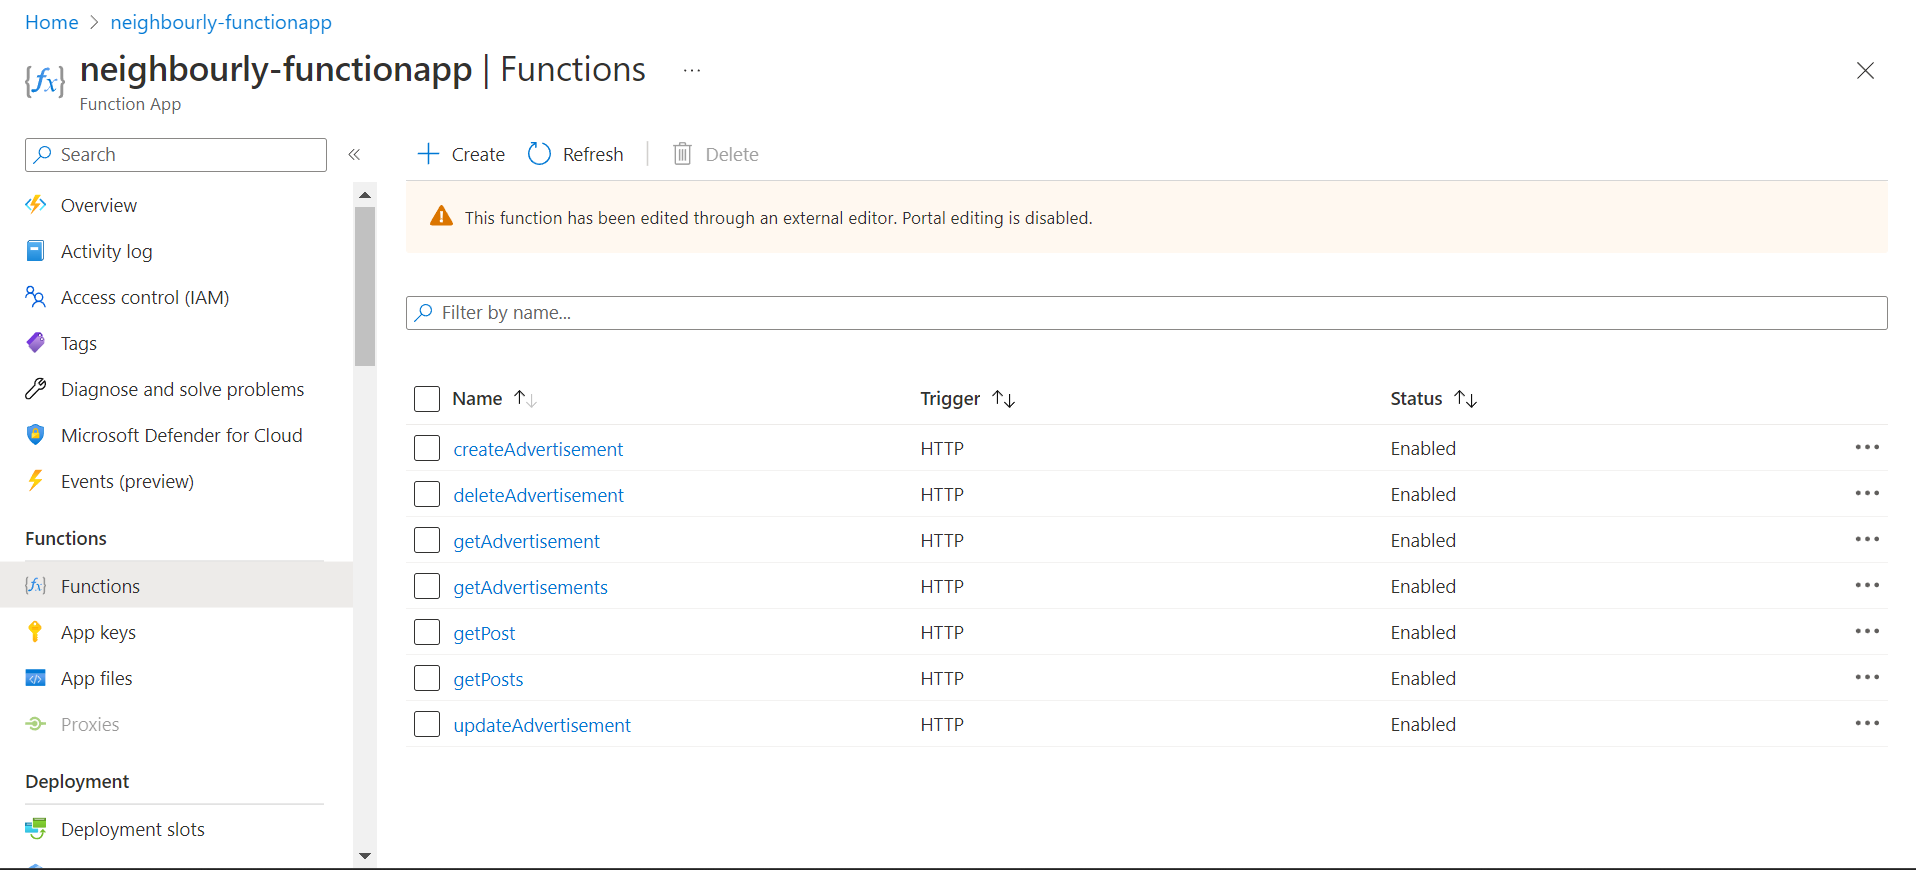 Home > neighbourly-functionapp
neighbourly-functionapp | Functions ...
Function App
Search «
Overview
Activity log
Access control (IAM)
Tags
Diagnose and solve problems
Microsoft Defender for Cloud
Events (preview)
Functions
Functions
App keys
App files
Proxies
Deployment
Deployment slots
Create Refresh Delete
This function has been edited through an external editor. Portal editing is disabled.
Filter by name...
Name ↑↓ Trigger ↑↓ Status ↑↓
createAdvertisement HTTP Enabled
deleteAdvertisement HTTP Enabled
getAdvertisement HTTP Enabled
getAdvertisements HTTP Enabled
getPost HTTP Enabled
getPosts HTTP Enabled
updateAdvertisement HTTP Enabled